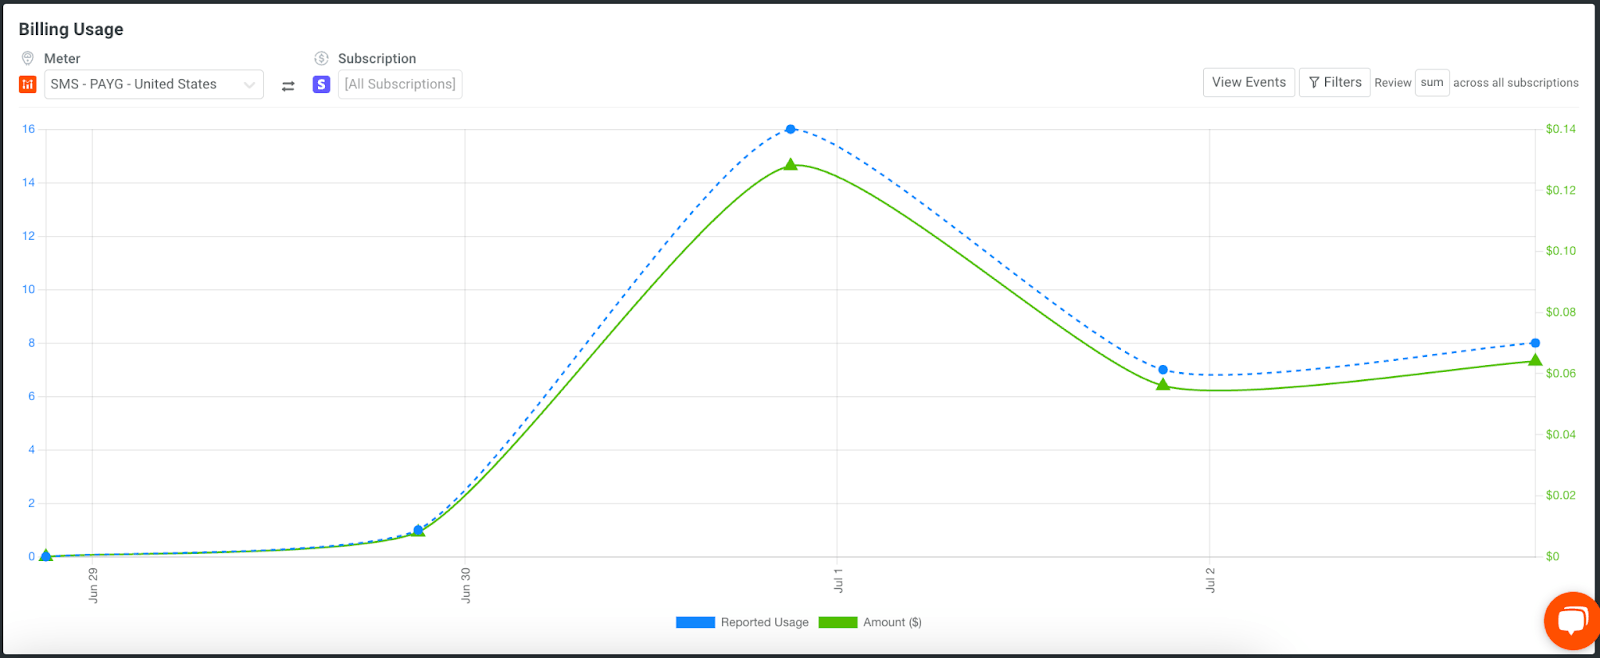 Billing Usage
Meter
Subscription
SMS - PAYG - United States
S
[All Subscriptions]
View Events
Filters
Review sum across all subscriptions
16
14
12
10
8
6
4
2
0
$0.14
$0.12
$0.10
$0.08
$0.06
$0.04
$0.02
$0
Jun 29
Jun 30
Jul 1
Jul 2
Reported Usage
Amount ($)